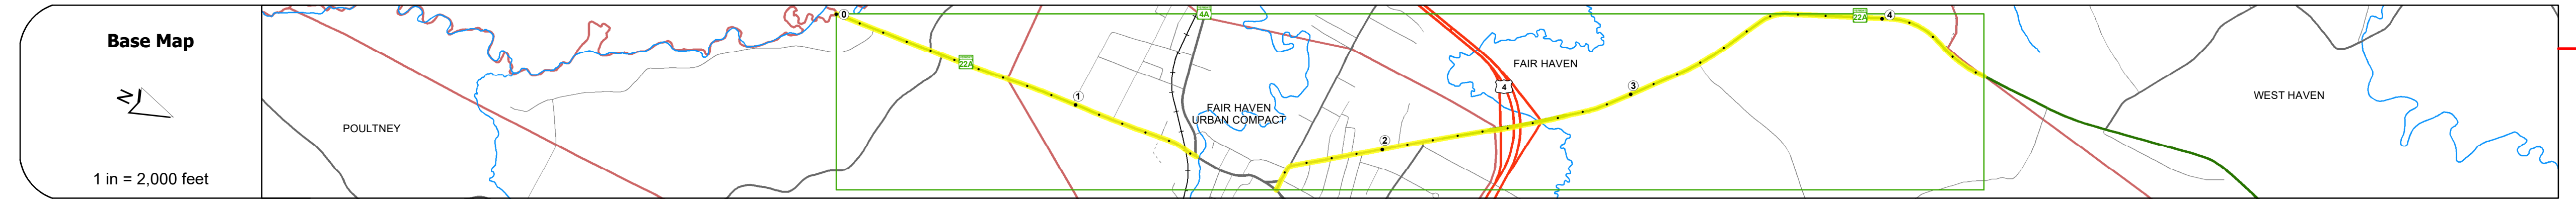 Base Map
N
1 in = 2,000 feet
POULTNEY
0
22A
1
4A
FAIR HAVEN
URBAN COMPACT
2
4
FAIR HAVEN
3
22A
4
WEST HAVEN